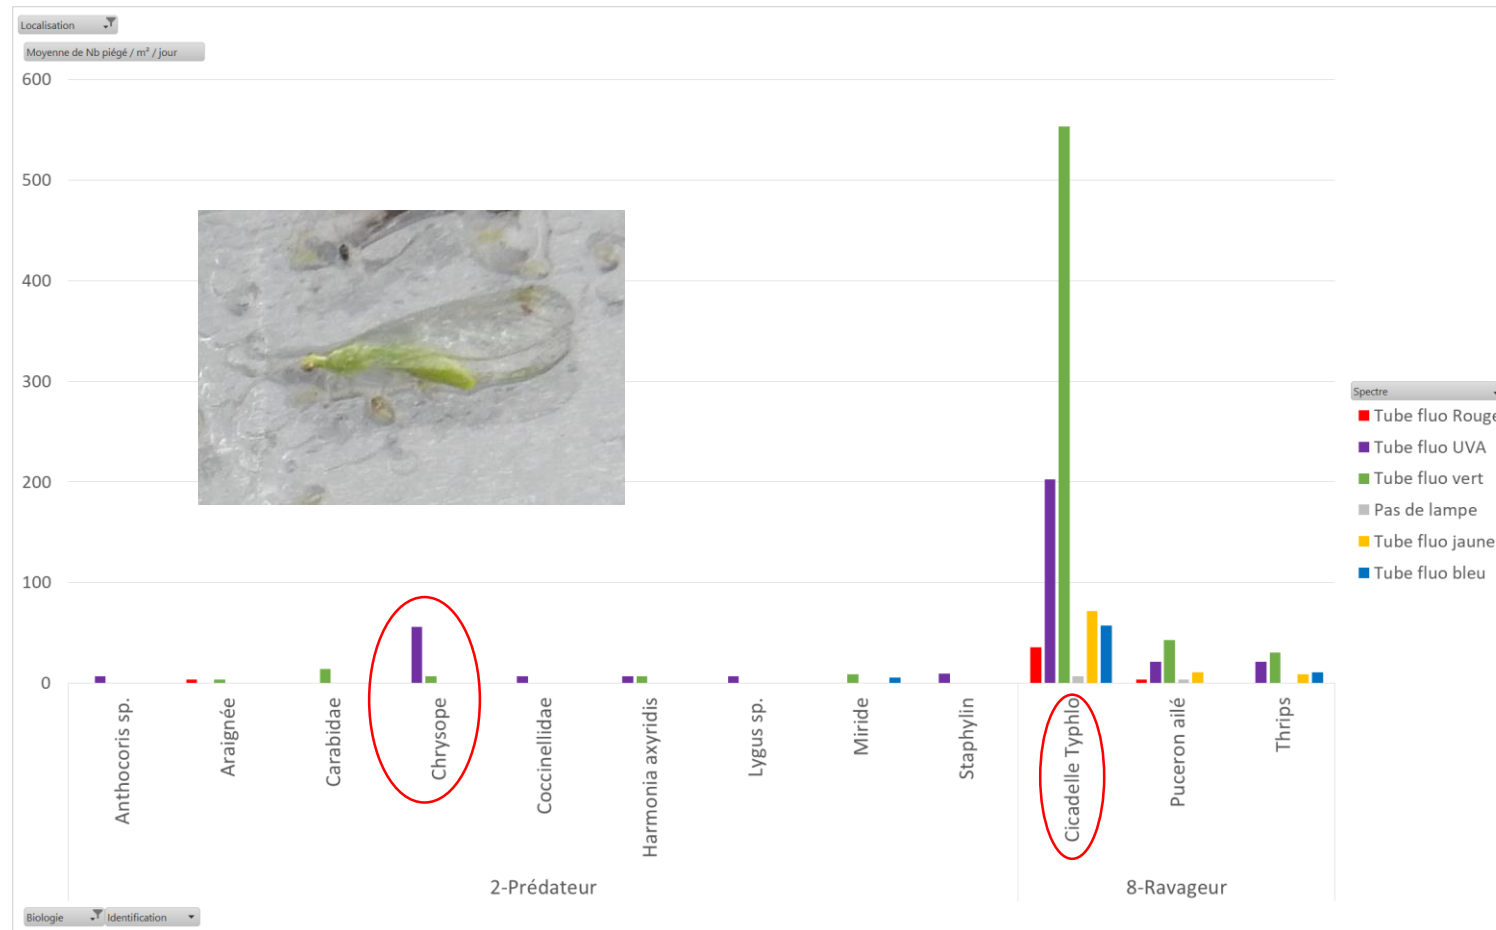 Localisation
Moyenne de Nb piégé / m² / jour
600
500
400
300
200
100
0
Anthocoris sp.
Araignée
Carabidae
Chrysope
Coccinellidae
Harmonia axyridis
Lygus sp.
Miride
Staphylin
Cicadelle Typhlo
Puceron ailé
Thrips
2-Prédateur
8-Ravageur
Spectre
Tube fluo Rouge
Tube fluo UVA
Tube fluo vert
Pas de lampe
Tube fluo jaune
Tube fluo bleu
Biologie
Identification